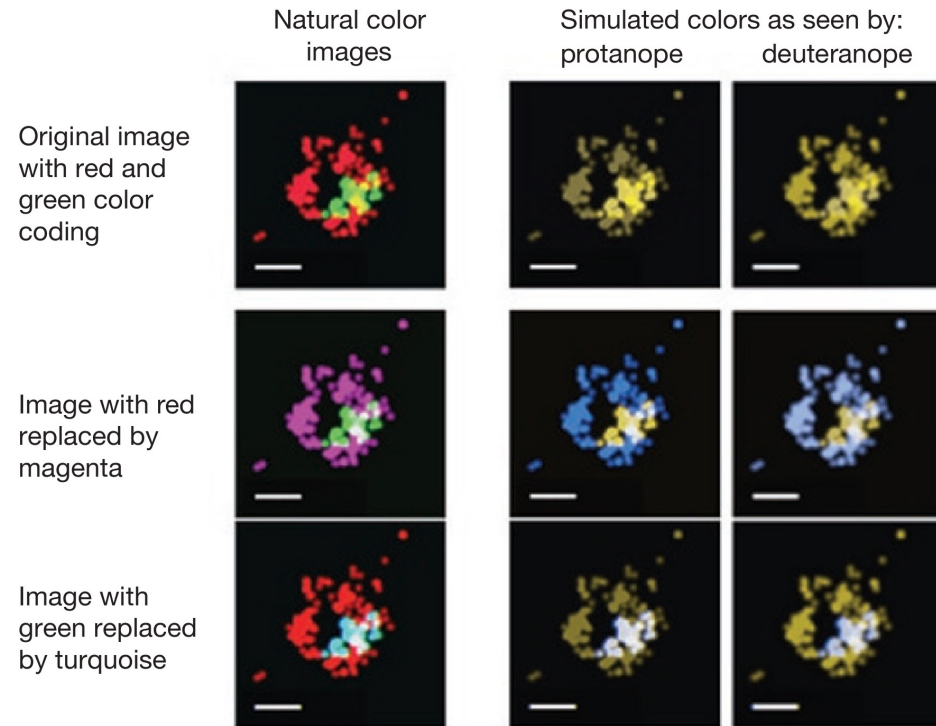 Natural color
images
Simulated colors as seen by:
protanope
deuteranope
Original image
with red and
green color
coding
Image with red
replaced by
magenta
Image with
green replaced
by turquoise